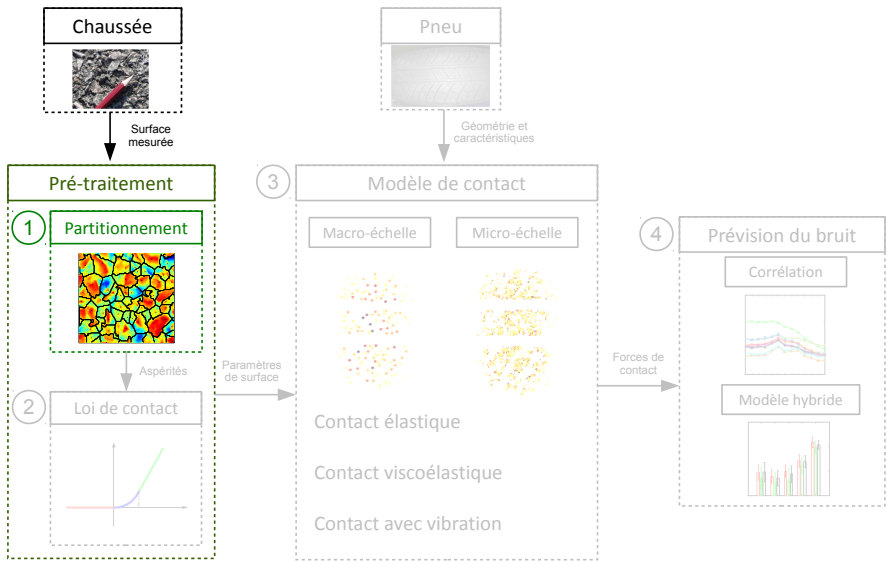 Chaussée
Pneu
Surface
mesurée
Géométrie et
caractéristiques
Pré-traitement
1
Partitionnement
Aspérités
2
Loi de contact
Paramètres
de surface
3
Modèle de contact
Macro-échelle
Micro-échelle
Contact élastique
Contact viscoélastique
Contact avec vibration
Forces de
contact
4
Prévision du bruit
Corrélation
Modèle hybride